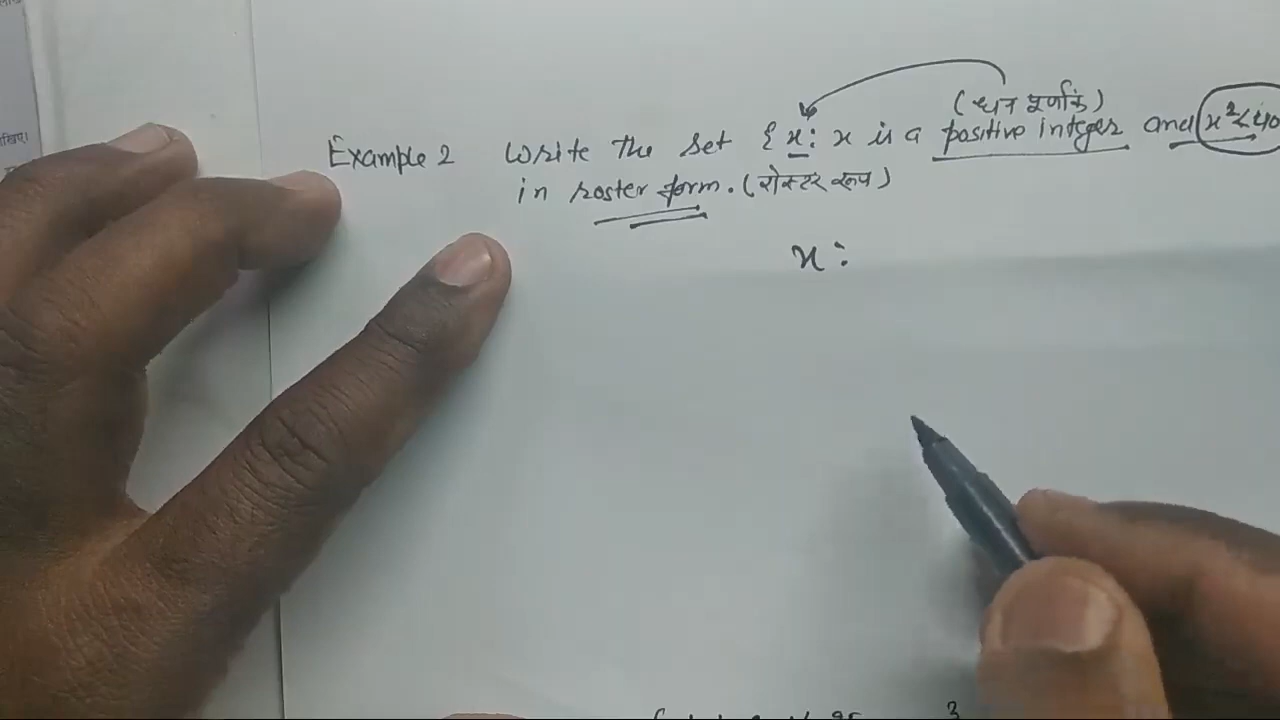 (धन पूर्णांक)
Example 2 Write the set {x: x is a positive integer and x²<40
in roster form. (रोस्टर रूप)
x: